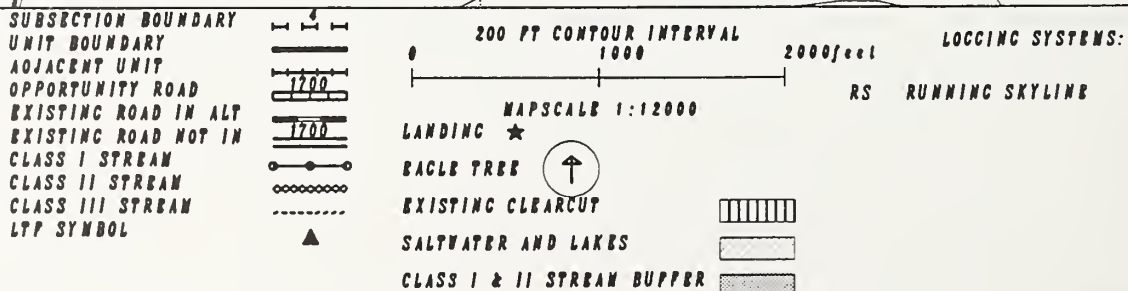 SUBSECTION BOUNDARY 4
UNIT BOUNDARY
AOJACENT UNIT
OPPORTUNITY ROAD 1700
EXISTING ROAD IN ALT
EXISTING ROAD NOT IN 1700
CLASS I STREAM
CLASS II STREAM
CLASS III STREAM
LTF SYMBOL
200 FT CONTOUR INTERVAL
0 1000 2000feet
MAPSCALE 1:12000
LANDING
EAGLE TREE
EXISTING CLEARCUT
SALTWATER AND LAKES
CLASS I & II STREAM BUFFER
LOGGING SYSTEMS:
RS RUNNING SKYLINE